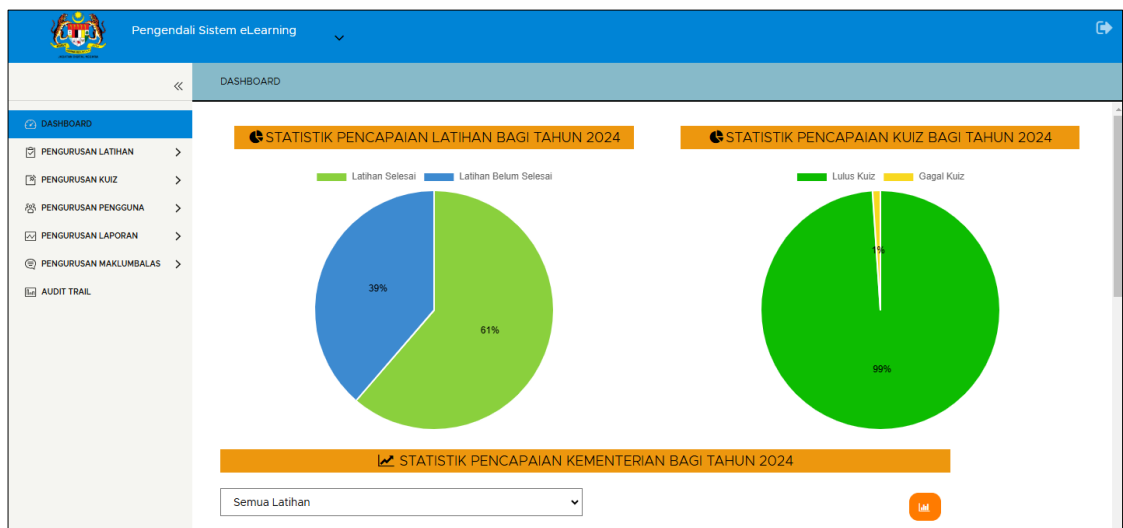 Pengendali Sistem eLearning
DASHBOARD
DASHBOARD
PENGURUSAN LATIHAN
PENGURUSAN KUIZ
PENGURUSAN PENGGUNA
PENGURUSAN LAPORAN
PENGURUSAN MAKLUMBALAS
AUDIT TRAIL
STATISTIK PENCAPAIAN LATIHAN BAGI TAHUN 2024
Latihan Selesai Latihan Belum Selesai
39%
61%
STATISTIK PENCAPAIAN KUIZ BAGI TAHUN 2024
Lulus Kuiz Gagal Kuiz
1%
99%
STATISTIK PENCAPAIAN KEMENTERIAN BAGI TAHUN 2024
Semua Latihan